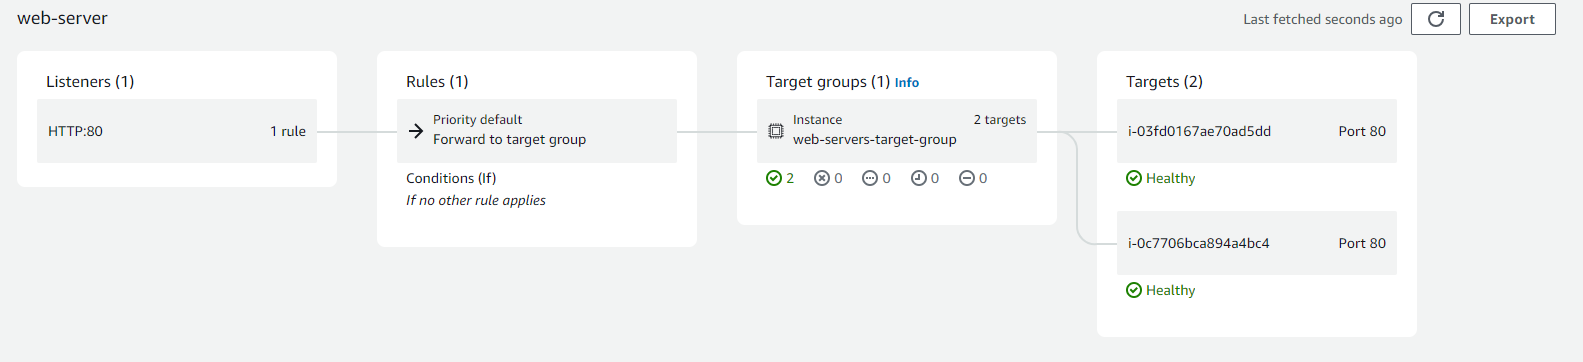 web-server
Last fetched seconds ago
Export
Listeners (1)
HTTP:80 1 rule
Rules (1)
Priority default
Forward to target group
Conditions (If)
If no other rule applies
Target groups (1) Info
Instance 2 targets
web-servers-target-group
2 0 0 0 0
Targets (2)
i-03fd0167ae70ad5dd Port 80
Healthy
i-0c7706bca894a4bc4 Port 80
Healthy